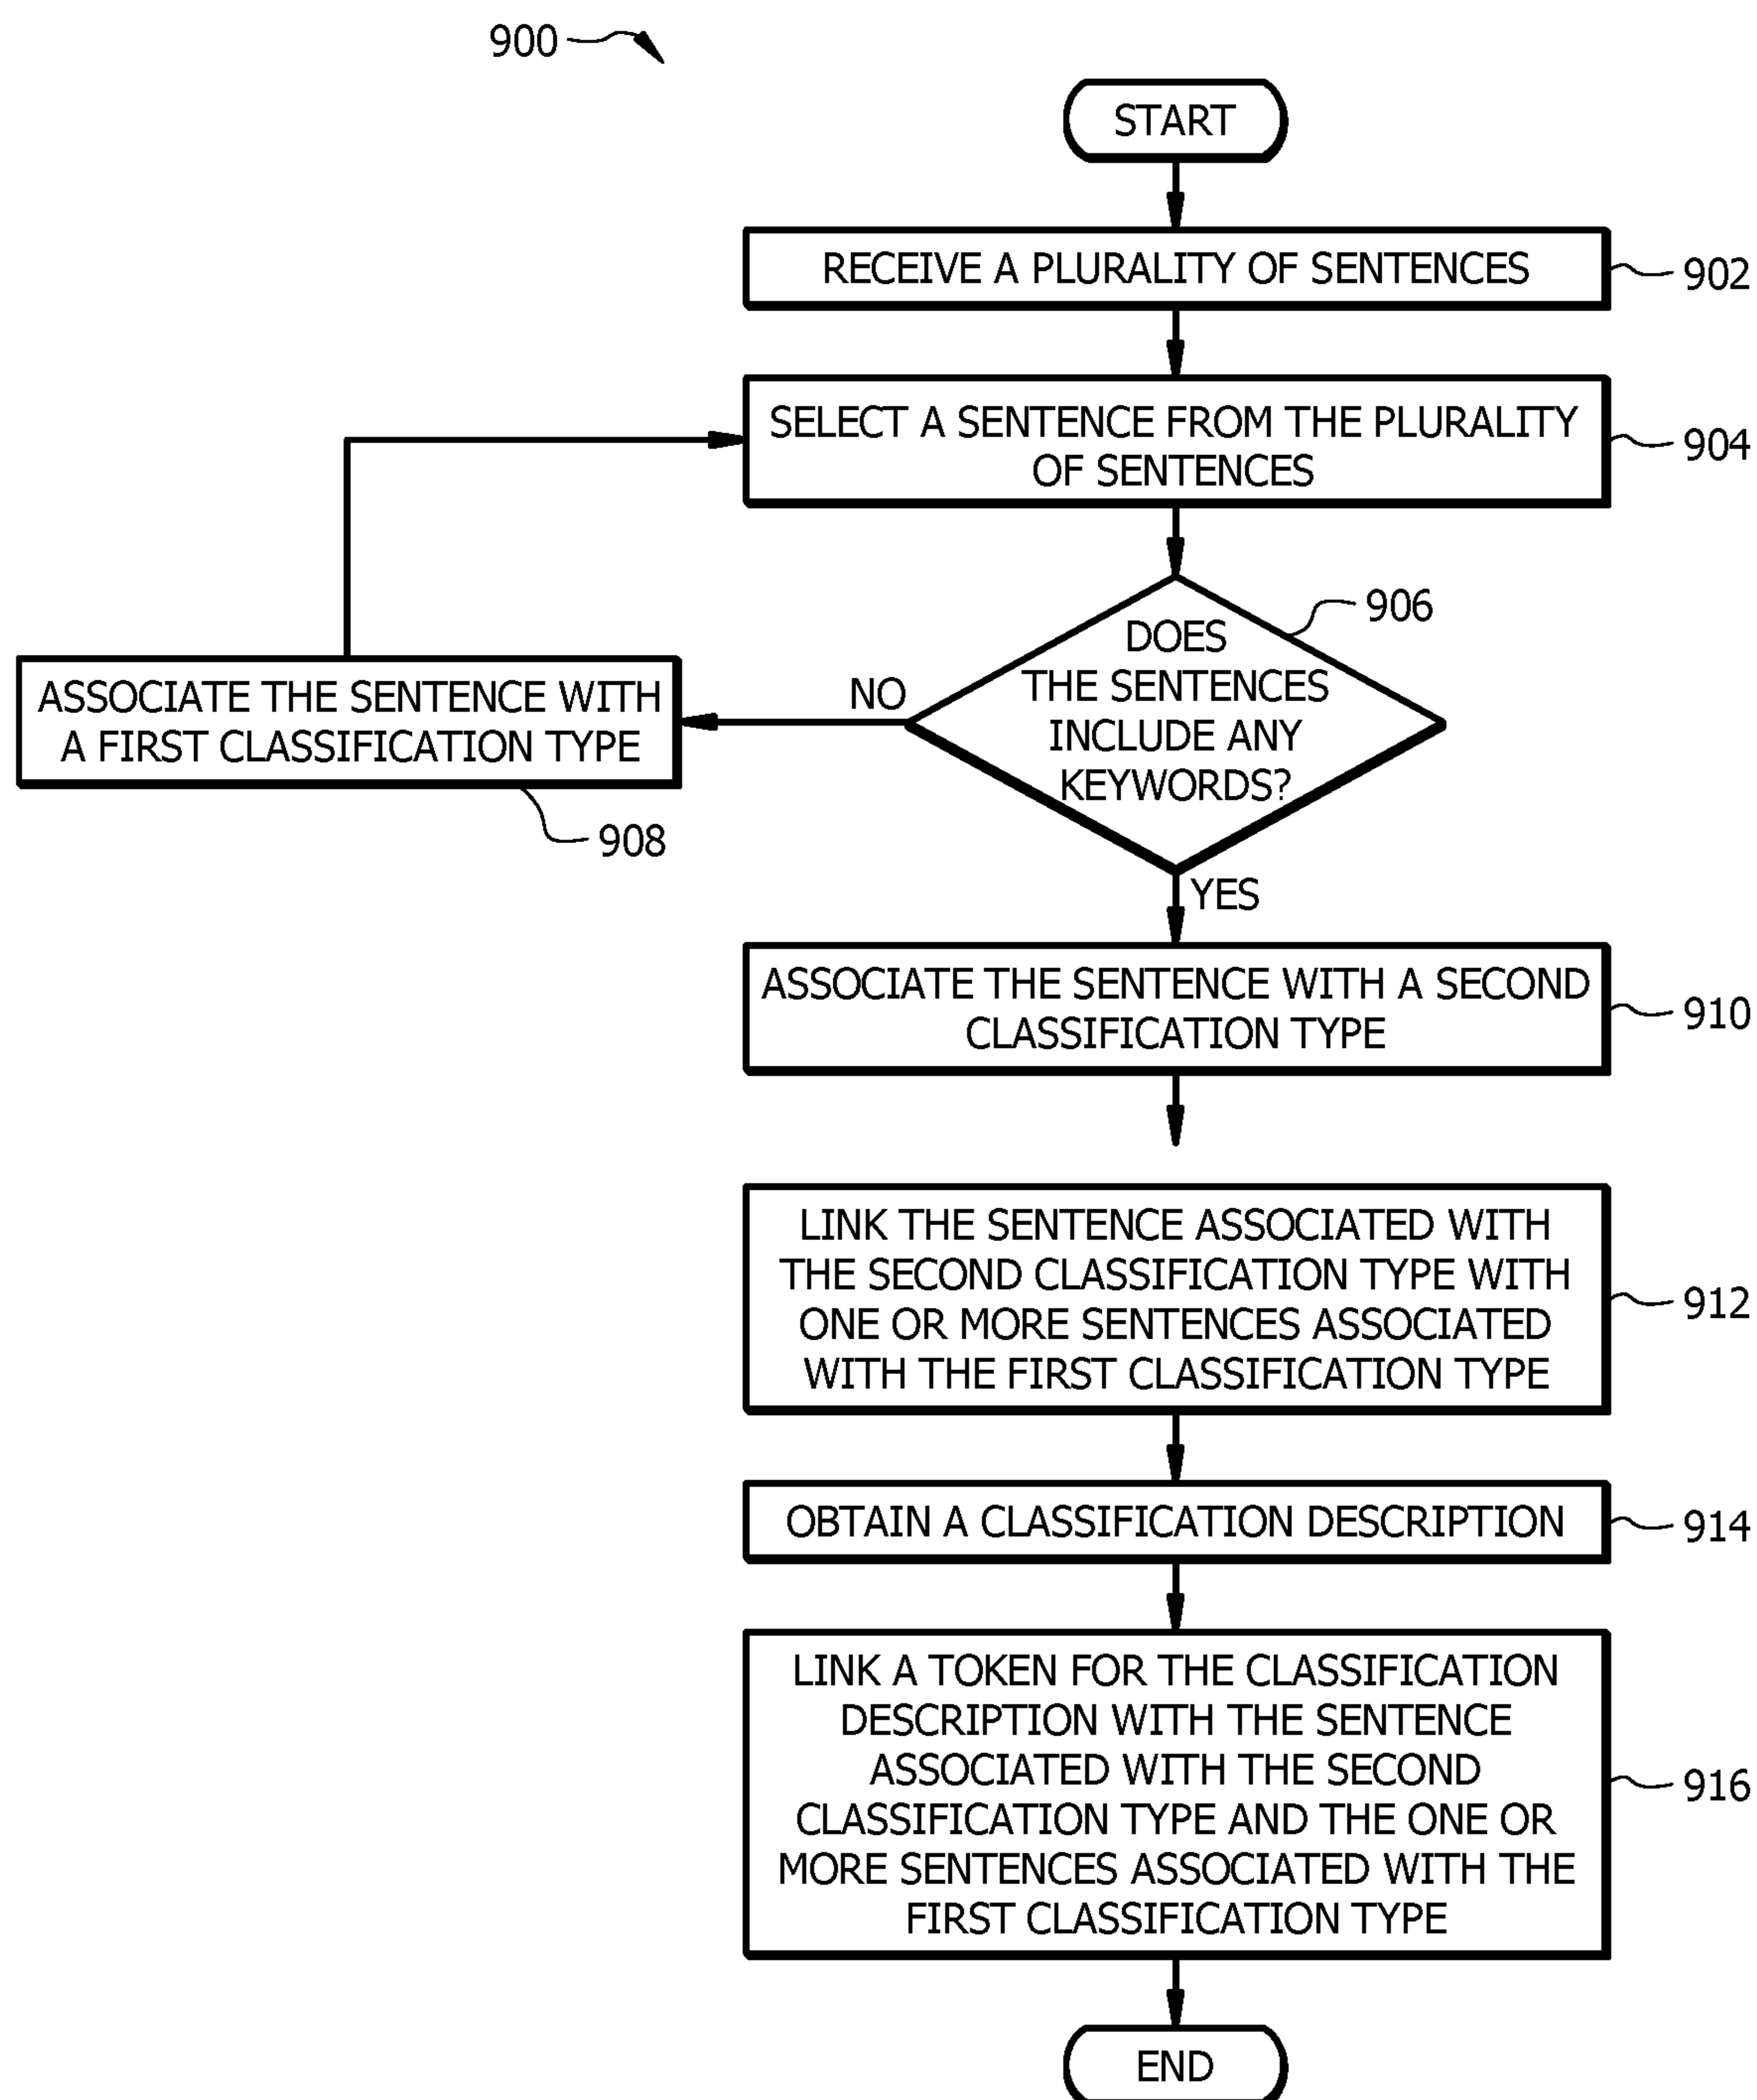 900
START
RECEIVE A PLURALITY OF SENTENCES
902
SELECT A SENTENCE FROM THE PLURALITY
OF SENTENCES
904
906
DOES
THE SENTENCES
INCLUDE ANY
KEYWORDS?
NO
ASSOCIATE THE SENTENCE WITH
A FIRST CLASSIFICATION TYPE
908
YES
ASSOCIATE THE SENTENCE WITH A SECOND
CLASSIFICATION TYPE
910
LINK THE SENTENCE ASSOCIATED WITH
THE SECOND CLASSIFICATION TYPE WITH
ONE OR MORE SENTENCES ASSOCIATED
WITH THE FIRST CLASSIFICATION TYPE
912
OBTAIN A CLASSIFICATION DESCRIPTION
914
LINK A TOKEN FOR THE CLASSIFICATION
DESCRIPTION WITH THE SENTENCE
ASSOCIATED WITH THE SECOND
CLASSIFICATION TYPE AND THE ONE OR
MORE SENTENCES ASSOCIATED WITH THE
FIRST CLASSIFICATION TYPE
916
END